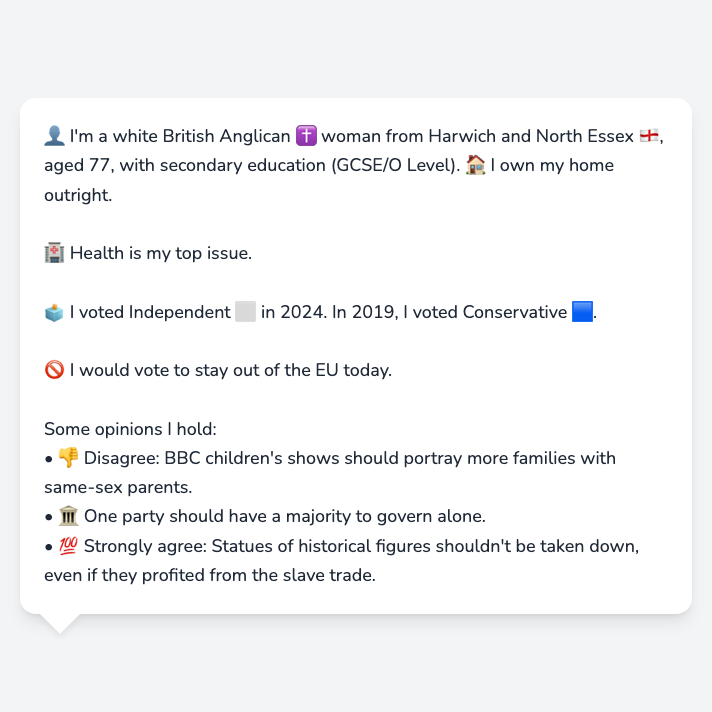 👤 I'm a white British Anglican ✝️ woman from Harwich and North Essex 🏴󠁧󠁢󠁥󠁮󠁧󠁿,
aged 77, with secondary education (GCSE/O Level). 🏠 I own my home
outright.
🏥 Health is my top issue.
🗳️ I voted Independent ⬜ in 2024. In 2019, I voted Conservative 🟦.
🚫 I would vote to stay out of the EU today.
Some opinions I hold:
• 👎 Disagree: BBC children's shows should portray more families with
same-sex parents.
• 🏛️ One party should have a majority to govern alone.
• 💯 Strongly agree: Statues of historical figures shouldn't be taken down,
even if they profited from the slave trade.